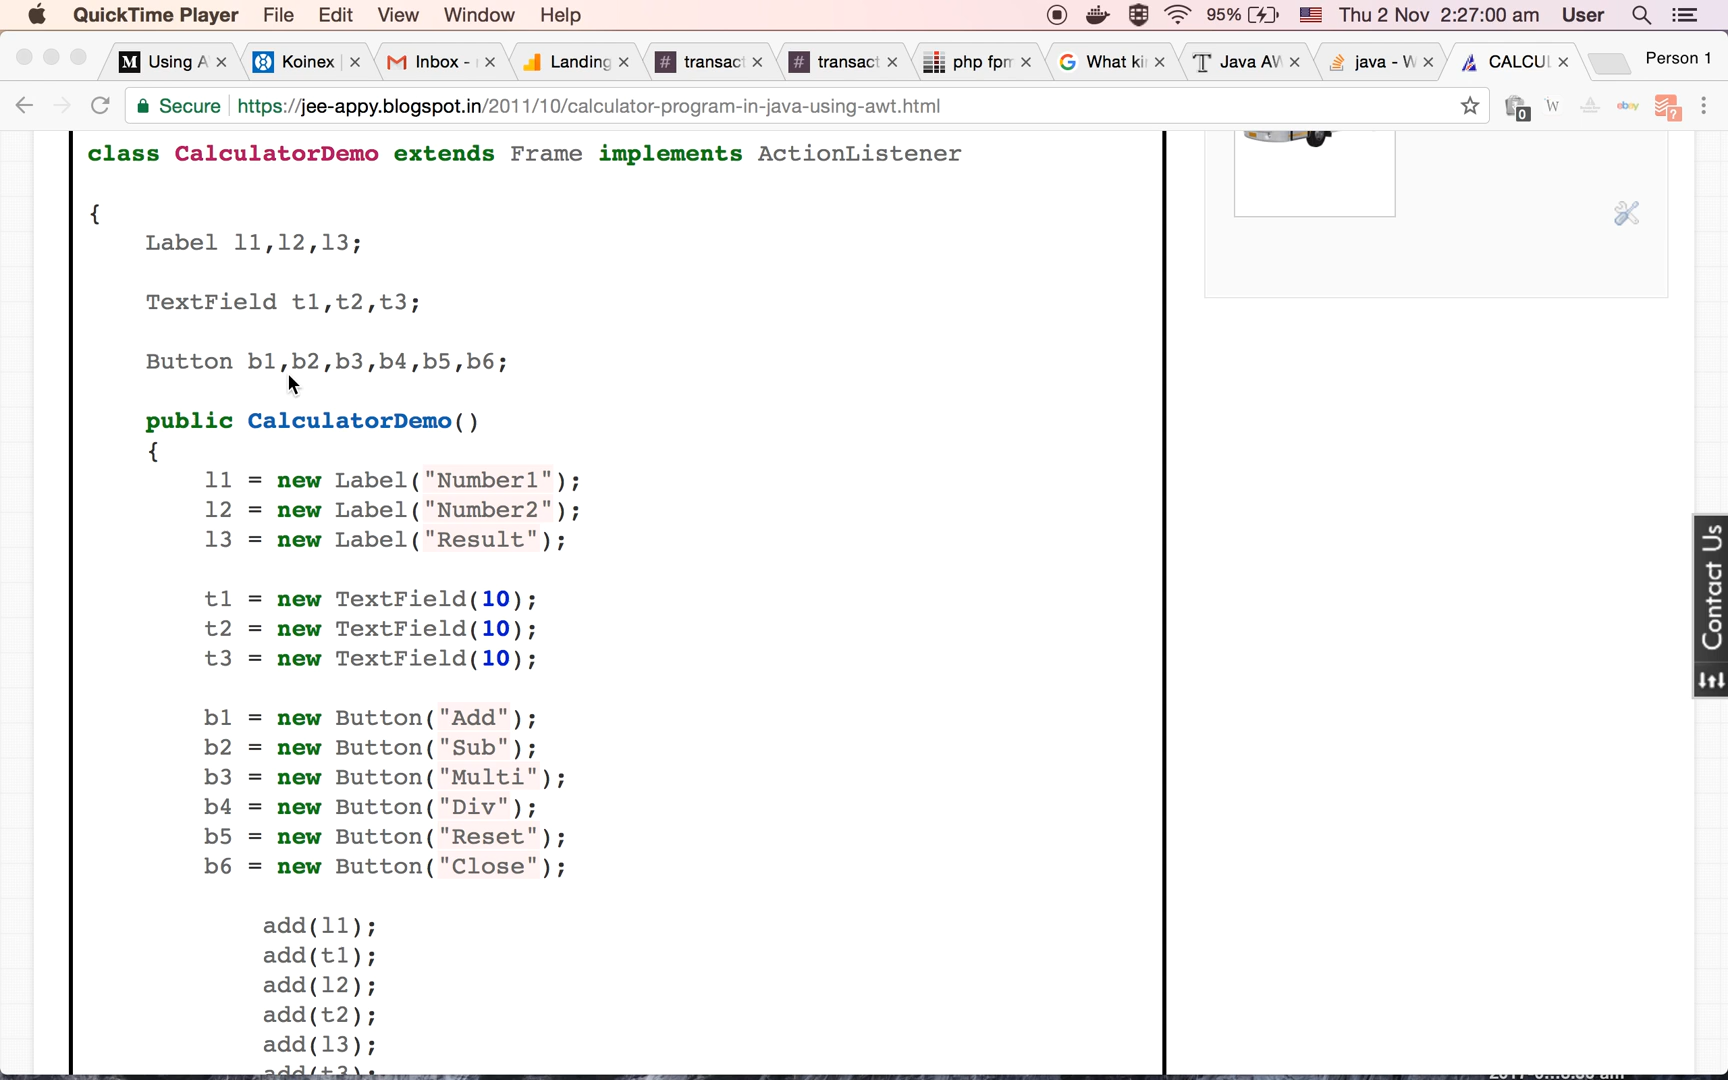 QuickTime Player File Edit View Window Help 95% Thu 2 Nov 2:27:00 am User
M Using A Koinex Inbox - Landing # transact # transact php fpm G What ki T Java AW java - W CALCUL Person 1
Secure https://jee-appy.blogspot.in/2011/10/calculator-program-in-java-using-awt.html 0 W ebay ?
class CalculatorDemo extends Frame implements ActionListener
{
Label l1,l2,l3;
TextField t1,t2,t3;
Button b1,b2,b3,b4,b5,b6;
public CalculatorDemo()
{
l1 = new Label("Number1");
l2 = new Label("Number2");
l3 = new Label("Result");
t1 = new TextField(10);
t2 = new TextField(10);
t3 = new TextField(10);
b1 = new Button("Add");
b2 = new Button("Sub");
b3 = new Button("Multi");
b4 = new Button("Div");
b5 = new Button("Reset");
b6 = new Button("Close");
add(l1);
add(t1);
add(l2);
add(t2);
add(l3);
add(t3);
Contact Us